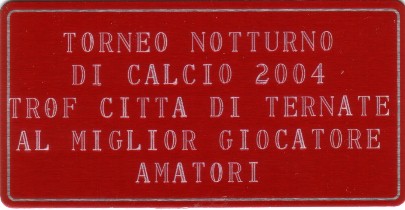 TORNEO NOTTURNO
DI CALCIO 2004
TROF CITTA DI TERNATE
AL MIGLIOR GIOCATORE
AMATORI